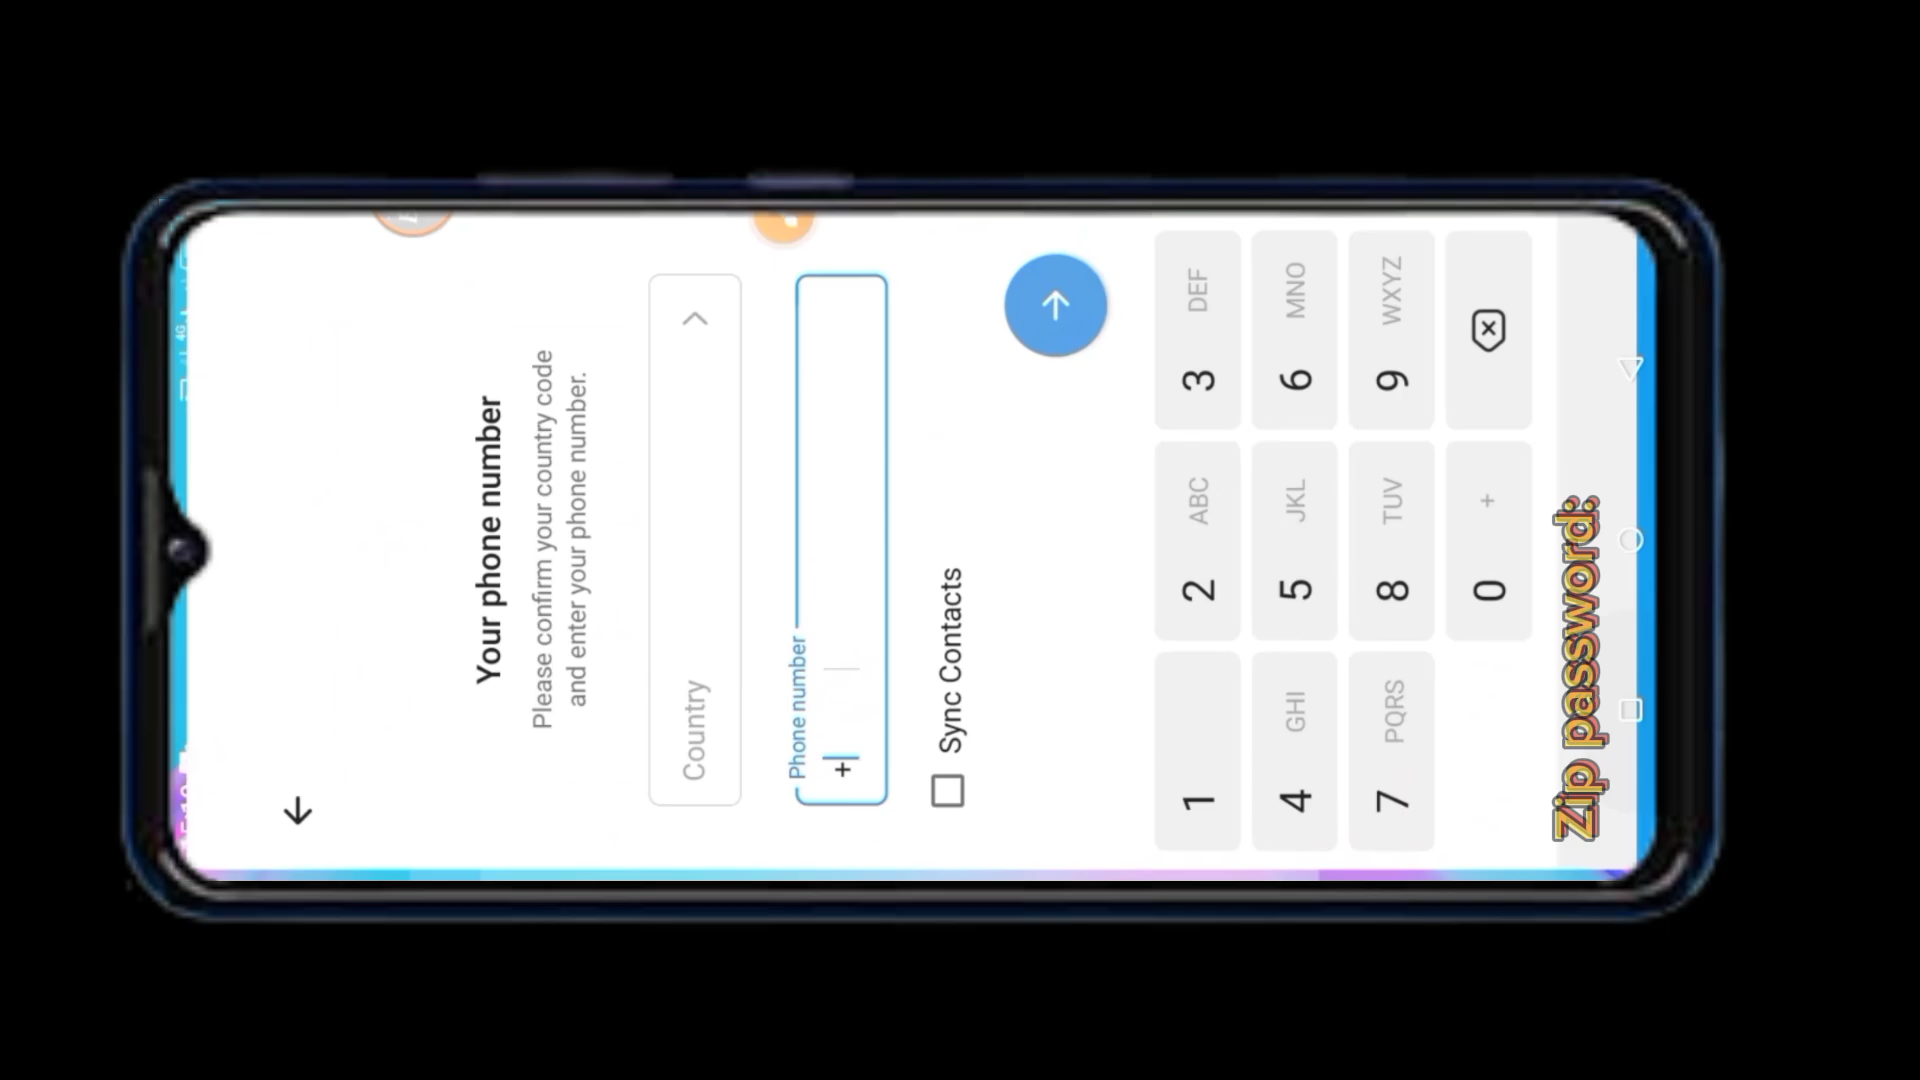 4G
Your phone number
Please confirm your country code
and enter your phone number.
Country
Phone number
+
Sync Contacts
1
2 ABC
3 DEF
4 GHI
5 JKL
6 MNO
7 PQRS
8 TUV
9 WXYZ
0 +
Zip password: